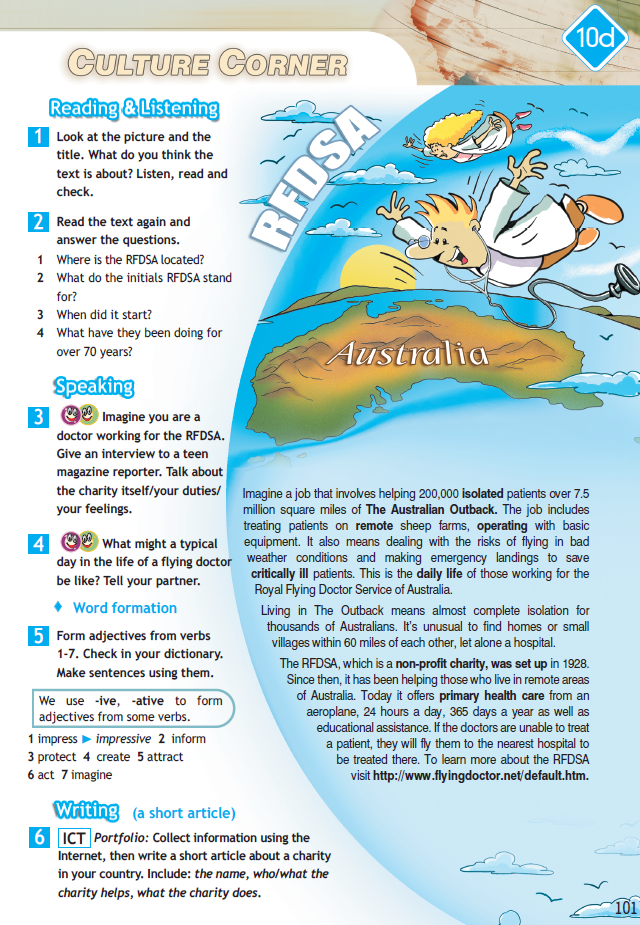 10d
CULTURE CORNER
Reading & Listening
1 Look at the picture and the
title. What do you think the
text is about? Listen, read and
check.
2 Read the text again and
answer the questions.
1 Where is the RFDSA located?
2 What do the initials RFDSA stand
for?
3 When did it start?
4 What have they been doing for
over 70 years?
Speaking
3 Imagine you are a
doctor working for the RFDSA.
Give an interview to a teen
magazine reporter. Talk about
the charity itself/your duties/
your feelings.
4 What might a typical
day in the life of a flying doctor
be like? Tell your partner.
♦ Word formation
5 Form adjectives from verbs
1-7. Check in your dictionary.
Make sentences using them.
We use -ive, -ative to form
adjectives from some verbs.
1 impress ► impressive 2 inform
3 protect 4 create 5 attract
6 act 7 imagine
Writing (a short article)
6 ICT Portfolio: Collect information using the
Internet, then write a short article about a charity
in your country. Include: the name, who/what the
charity helps, what the charity does.
RFDSA
Australia
Imagine a job that involves helping 200,000 isolated patients over 7.5
million square miles of The Australian Outback. The job includes
treating patients on remote sheep farms, operating with basic
equipment. It also means dealing with the risks of flying in bad
weather conditions and making emergency landings to save
critically ill patients. This is the daily life of those working for the
Royal Flying Doctor Service of Australia.
Living in The Outback means almost complete isolation for
thousands of Australians. It's unusual to find homes or small
villages within 60 miles of each other, let alone a hospital.
The RFDSA, which is a non-profit charity, was set up in 1928.
Since then, it has been helping those who live in remote areas
of Australia. Today it offers primary health care from an
aeroplane, 24 hours a day, 365 days a year as well as
educational assistance. If the doctors are unable to treat
a patient, they will fly them to the nearest hospital to
be treated there. To learn more about the RFDSA
visit http://www.flyingdoctor.net/default.htm.
101